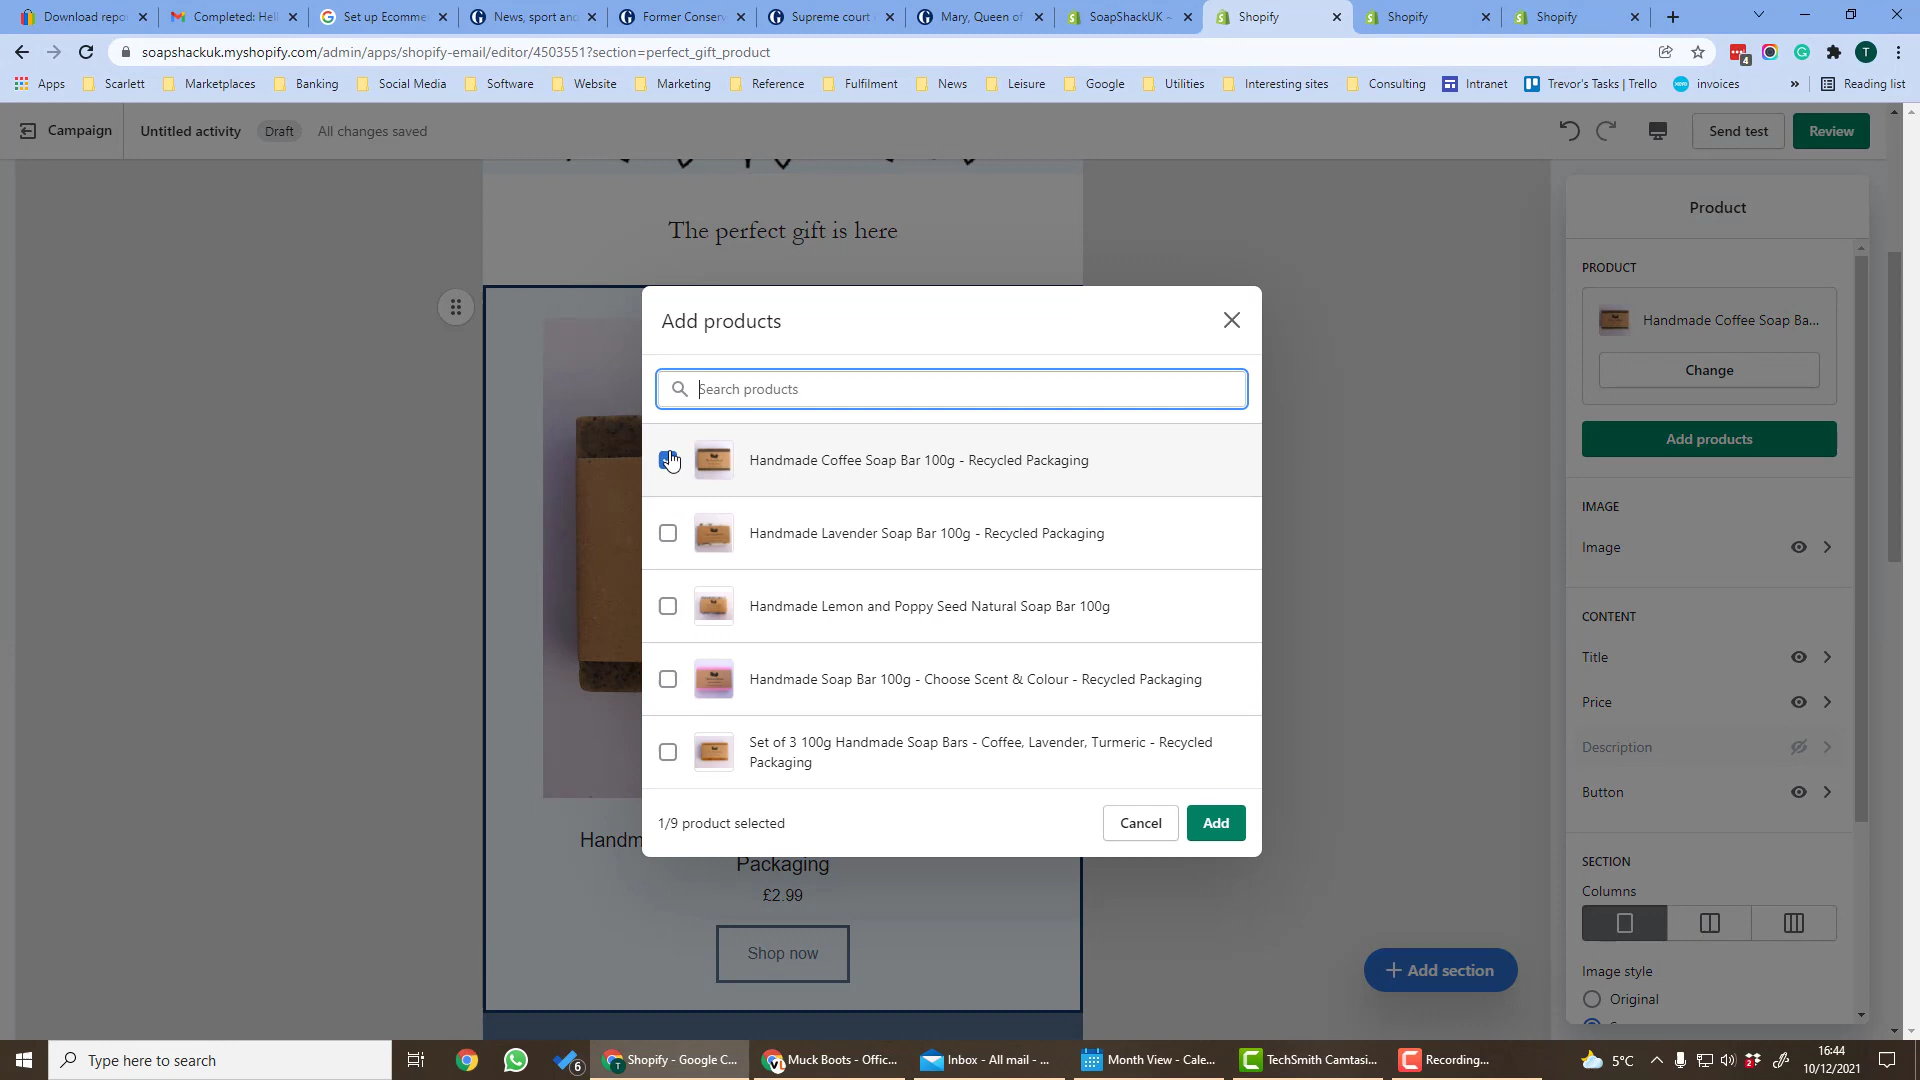 Download repo
Completed: Hel
Set up Ecomme
News, sport and
Former Conser
Supreme court
Mary, Queen of
SoapShackUK ~
Shopify
Shopify
Shopify
soapshackuk.myshopify.com/admin/apps/shopify-email/editor/4503551?section=perfect_gift_product
4
T
Apps
Scarlett
Marketplaces
Banking
Social Media
Software
Website
Marketing
Reference
Fulfilment
News
Leisure
Google
Utilities
Interesting sites
Consulting
Intranet
Trevor's Tasks | Trello
xero
invoices
»
Reading list
Campaign
Untitled activity
Draft
All changes saved
Send test
Review
The perfect gift is here
Add products
Search products
Handmade Coffee Soap Bar 100g - Recycled Packaging
Handmade Lavender Soap Bar 100g - Recycled Packaging
Handmade Lemon and Poppy Seed Natural Soap Bar 100g
Handmade Soap Bar 100g - Choose Scent & Colour - Recycled Packaging
Set of 3 100g Handmade Soap Bars - Coffee, Lavender, Turmeric - Recycled
Packaging
1/9 product selected
Cancel
Add
Handm
Packaging
£2.99
Shop now
Add section
Product
PRODUCT
Handmade Coffee Soap Ba...
Change
Add products
IMAGE
Image
CONTENT
Title
Price
Description
Button
SECTION
Columns
Image style
Original
Type here to search
6
Shopify - Google C...
Muck Boots - Offic...
Inbox - All mail - ...
Month View - Cale...
TechSmith Camtasi...
Recording...
5°C
16:44
10/12/2021